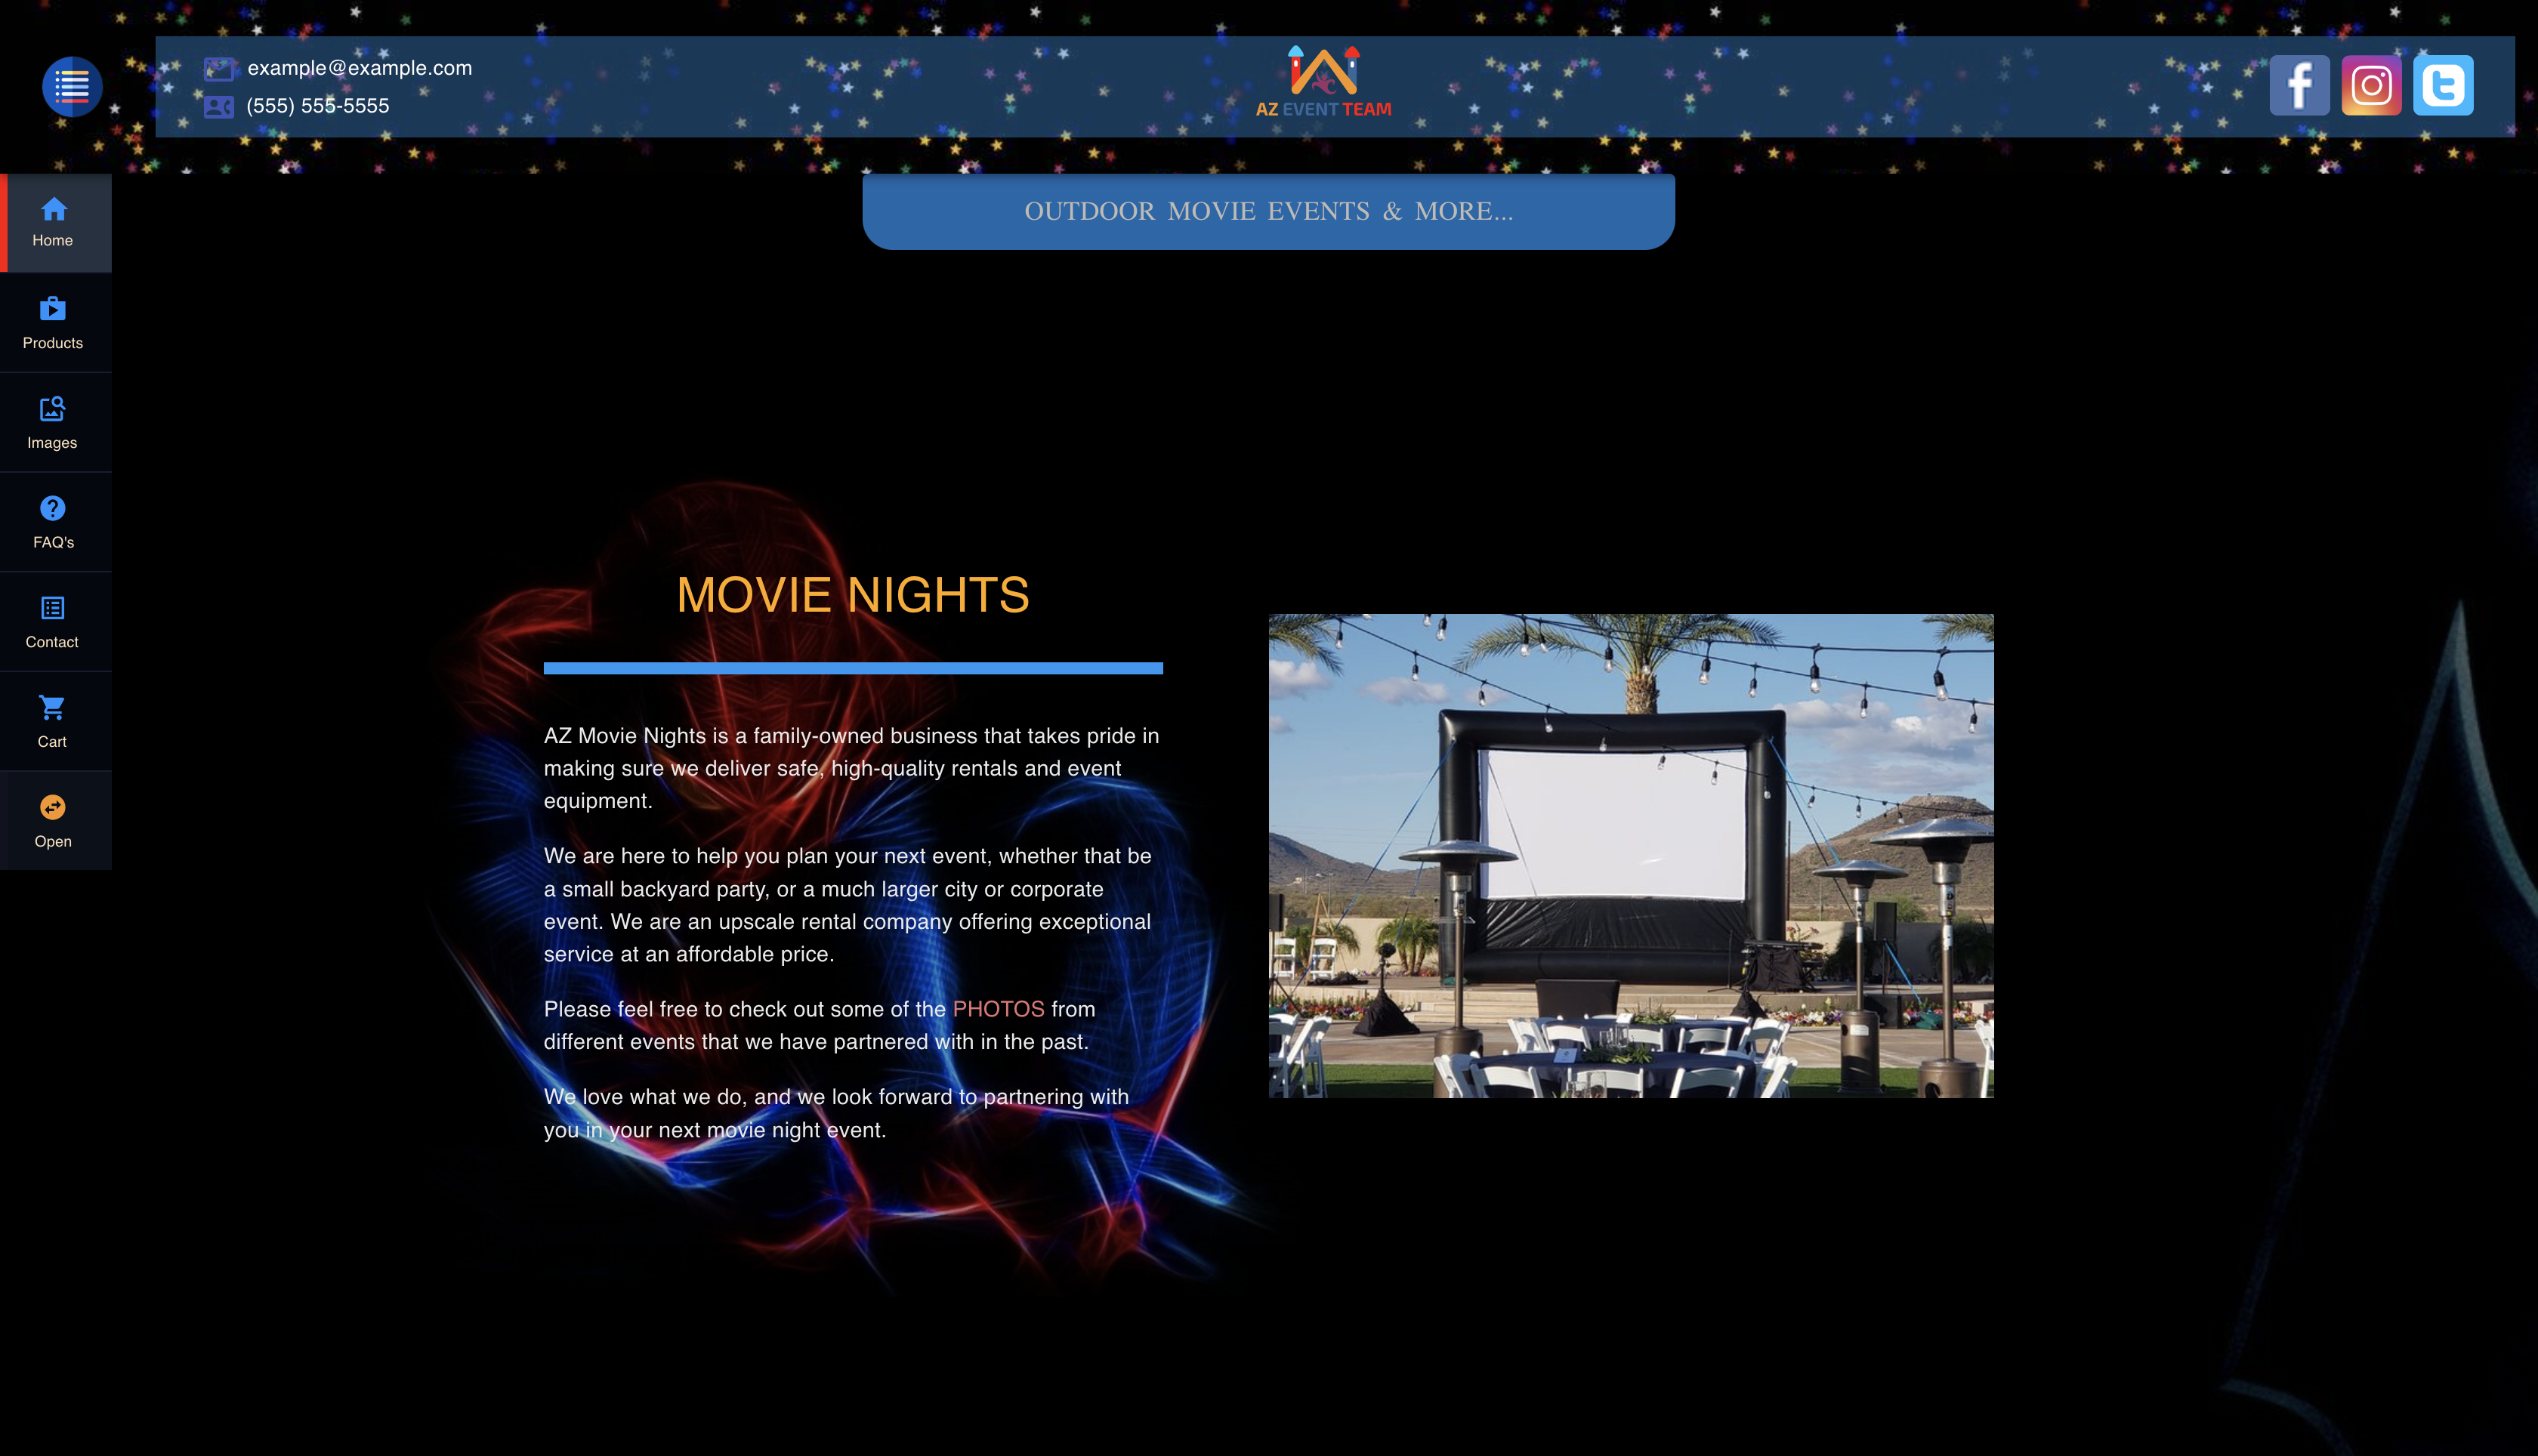 example@example.com
(555) 555-5555
AZ EVENT TEAM
OUTDOOR MOVIE EVENTS & MORE...
Home
Products
Images
FAQ's
Contact
Cart
Open
MOVIE NIGHTS
AZ Movie Nights is a family-owned business that takes pride in
making sure we deliver safe, high-quality rentals and event
equipment.
We are here to help you plan your next event, whether that be
a small backyard party, or a much larger city or corporate
event. We are an upscale rental company offering exceptional
service at an affordable price.
Please feel free to check out some of the PHOTOS from
different events that we have partnered with in the past.
We love what we do, and we look forward to partnering with
you in your next movie night event.